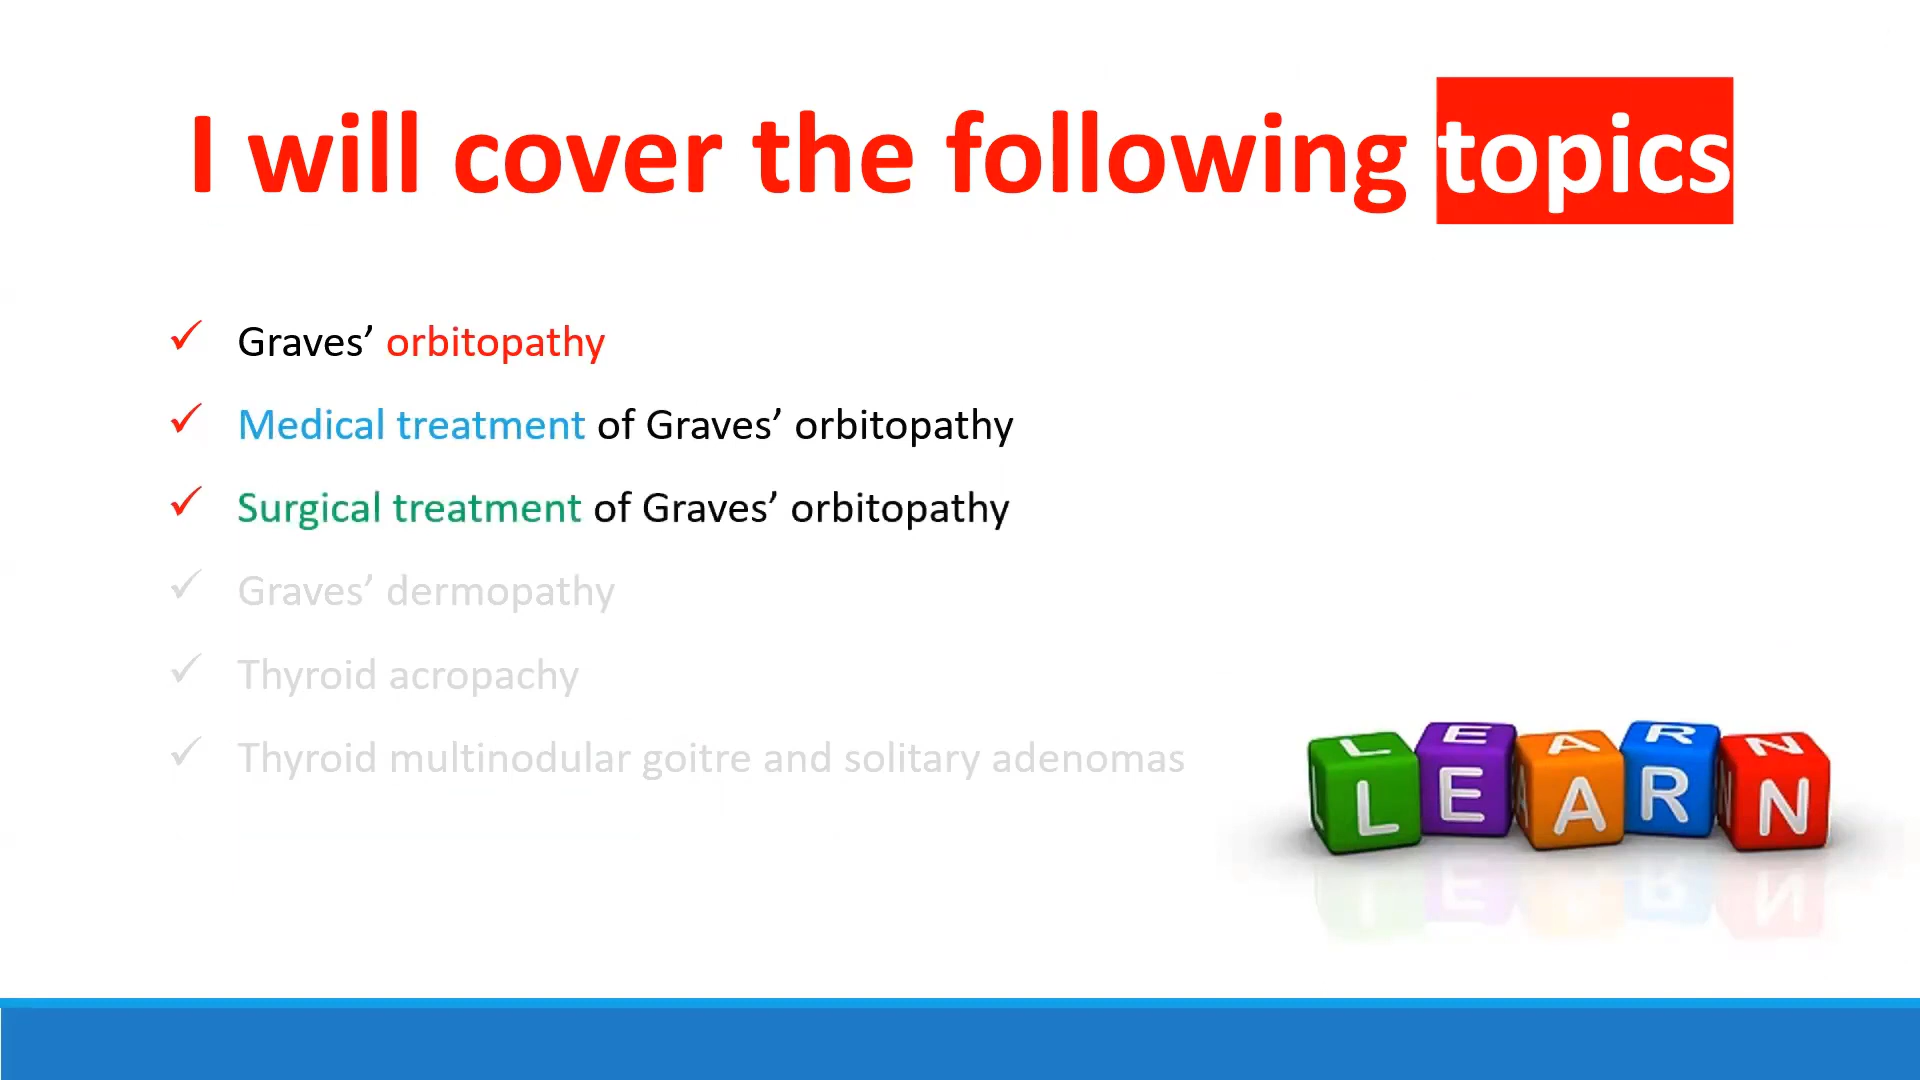 I will cover the following topics
Graves’ orbitopathy
Medical treatment of Graves’ orbitopathy
Surgical treatment of Graves’ orbitopathy
Graves’ dermopathy
Thyroid acropachy
Thyroid multinodular goitre and solitary adenomas
L E A R N
L E A R N